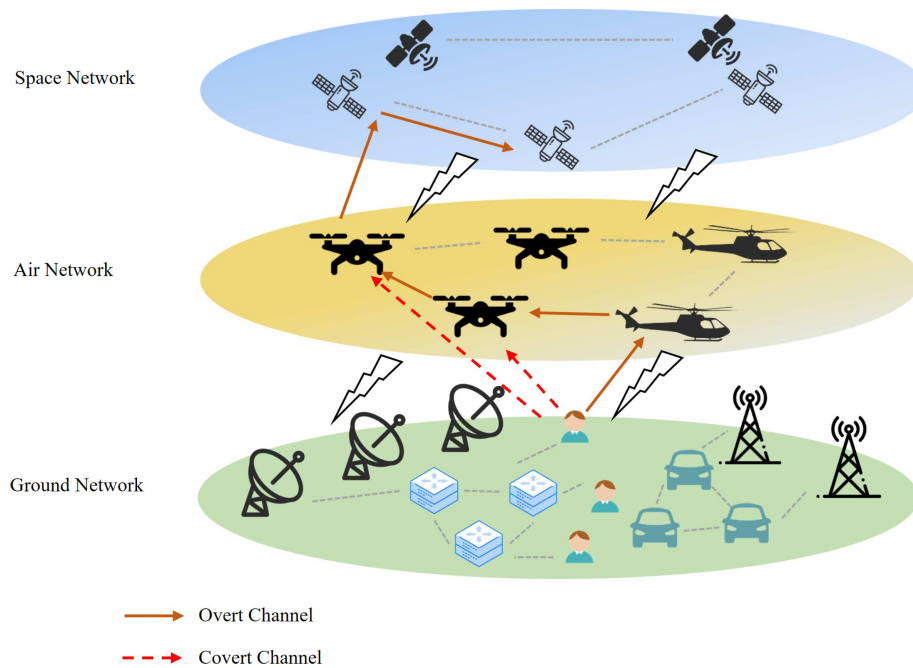 Space Network
Air Network
Ground Network
Overt Channel
Covert Channel